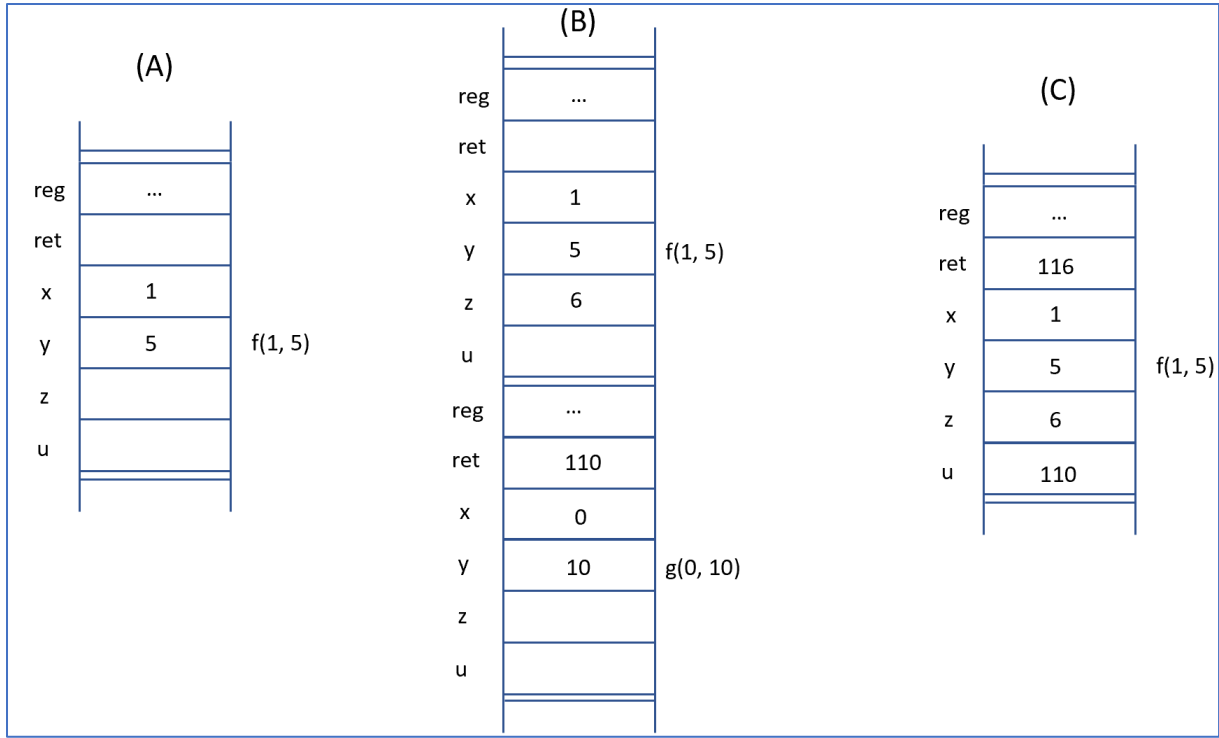 (A)
reg ...
ret
x 1
y 5 f(1, 5)
z
u
(B)
reg ...
ret
x 1
y 5 f(1, 5)
z 6
u
reg ...
ret 110
x 0
y 10 g(0, 10)
z
u
(C)
reg ...
ret 116
x 1
y 5 f(1, 5)
z 6
u 110